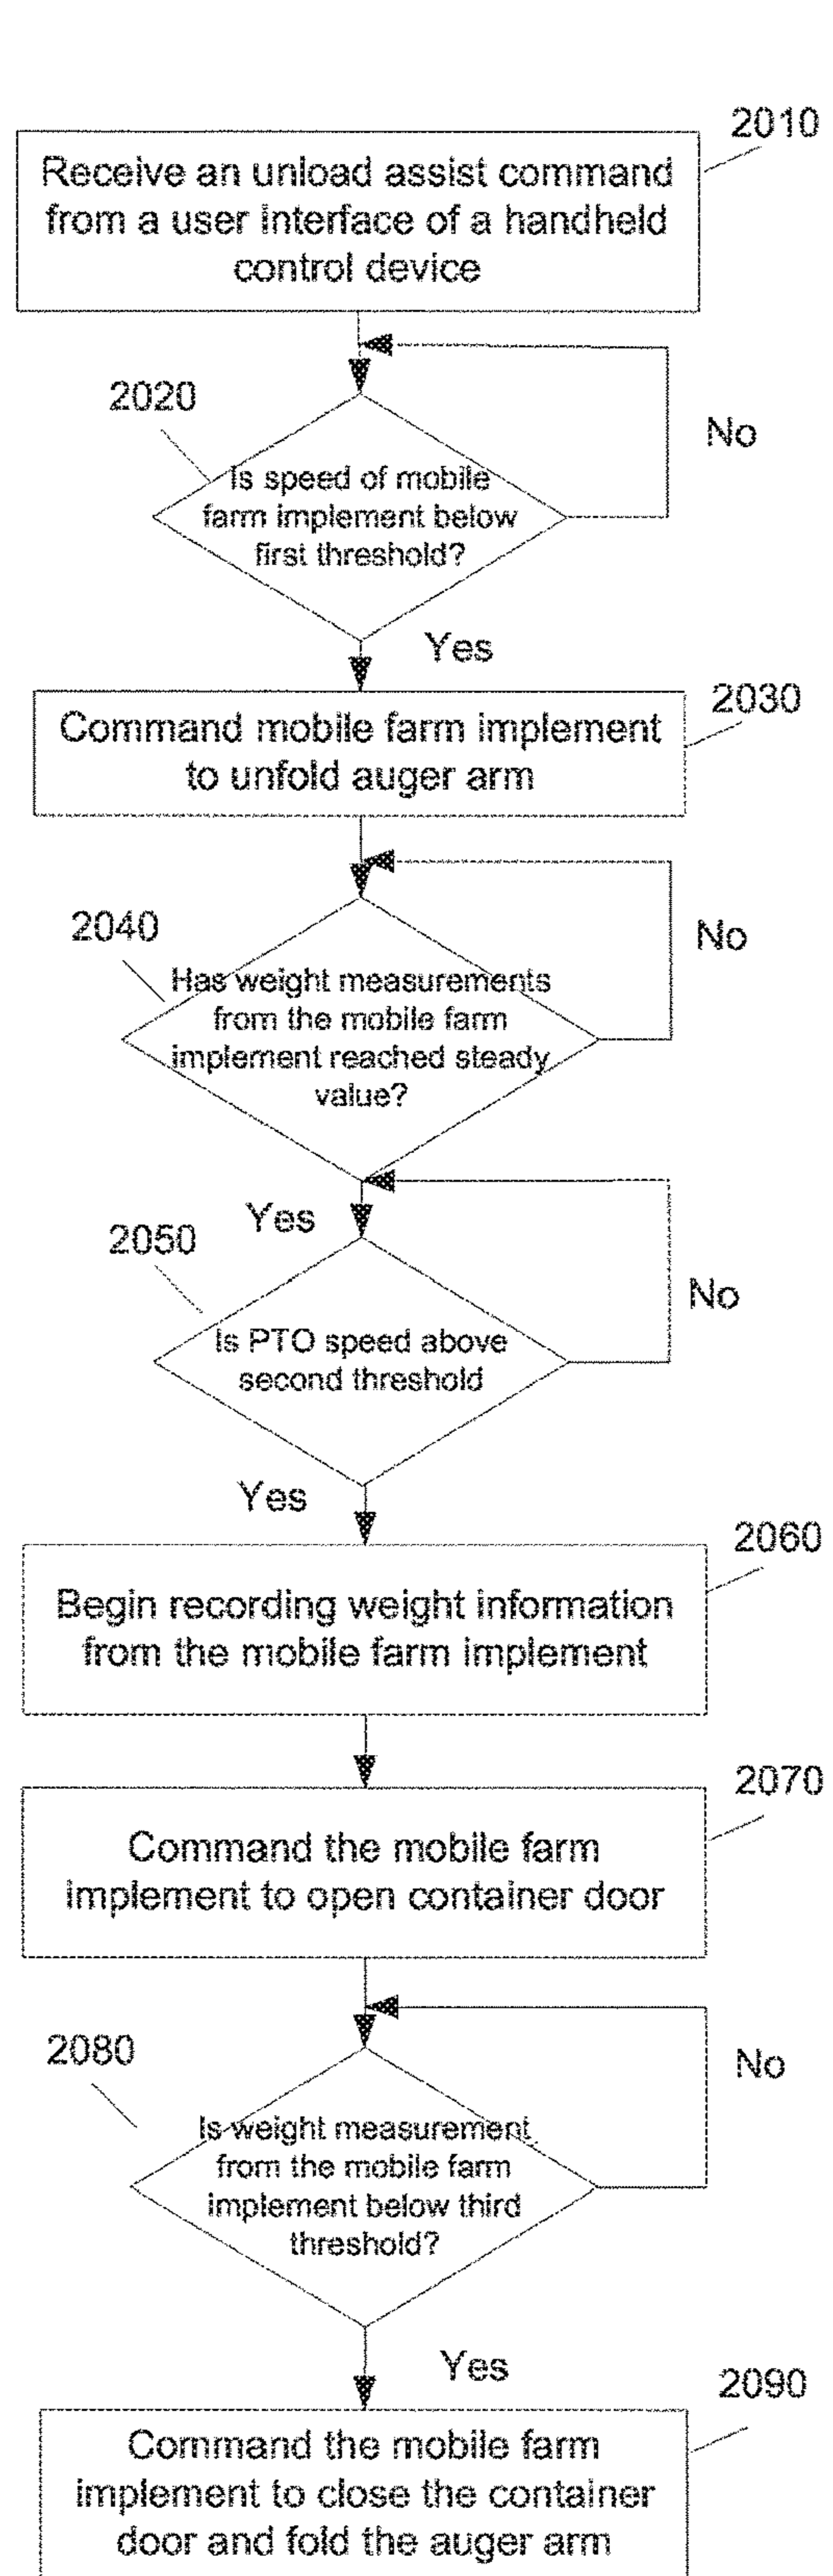 2010
Receive an unload assist command
from a user interface of a handheld
control device
2020
No
Is speed of mobile
farm implement below
first threshold?
Yes
2030
Command mobile farm implement
to unfold auger arm
2040
No
Has weight measurements
from the mobile farm
implement reached steady
value?
Yes
2050
No
Is PTO speed above
second threshold
Yes
2060
Begin recording weight information
from the mobile farm implement
2070
Command the mobile farm
implement to open container door
2080
No
Is weight measurement
from the mobile farm
implement below third
threshold?
Yes
2090
Command the mobile farm
implement to close the container
door and fold the auger arm